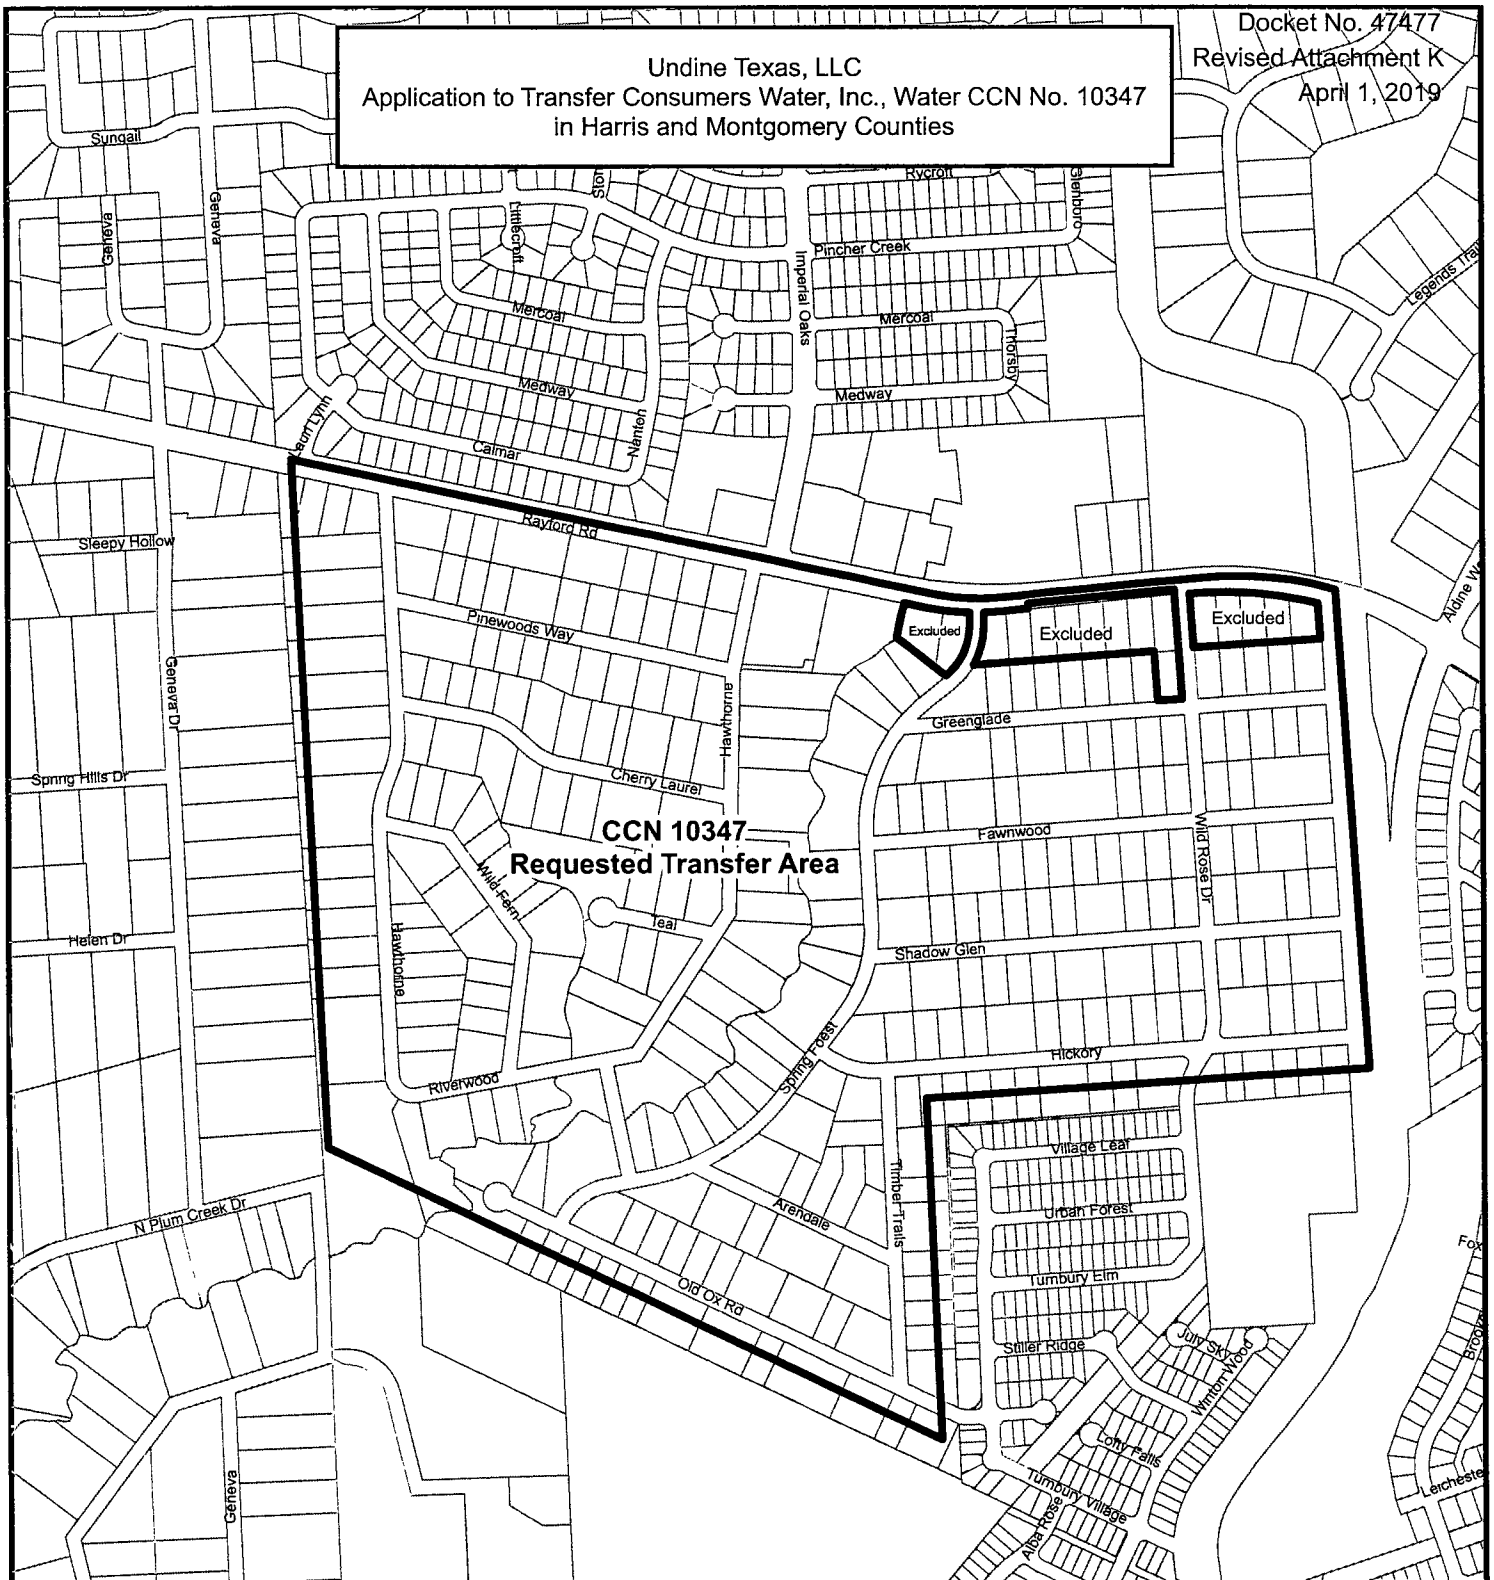 Docket No. 47477
Revised Attachment K
April 1, 2019
Undine Texas, LLC
Application to Transfer Consumers Water, Inc., Water CCN No. 10347
in Harris and Montgomery Counties
Sungail
Geneva
Geneva
Littlecroft
Rycroft
Glenboro
Pincher Creek
Imperial Oaks
Legends
Mercoal
Mercoal
Thorsby
Medway
Medway
Nanton
Lauri Lynn
Calmar
Rayford Rd
Sleepy Hollow
Pinewoods Way
Excluded
Excluded
Excluded
Aldine
Geneva Dr
Hawthorne
Greenglade
Spring Hills Dr
Cherry Laurel
CCN 10347
Requested Transfer Area
Fawnwood
Wild Rose Dr
Wild Fern
Teal
Helen Dr
Hawthorne
Shadow Glen
Spring Foest
Hickory
Riverwood
Village Leaf
Timber Trails
N Plum Creek Dr
Arendale
Urban Forest
Fox
Turnbury Elm
Old Ox Rd
Stiller Ridge
July Sky
Winton Wood
Lofty Falls
Turnbury Village
Alba Rose
Geneva